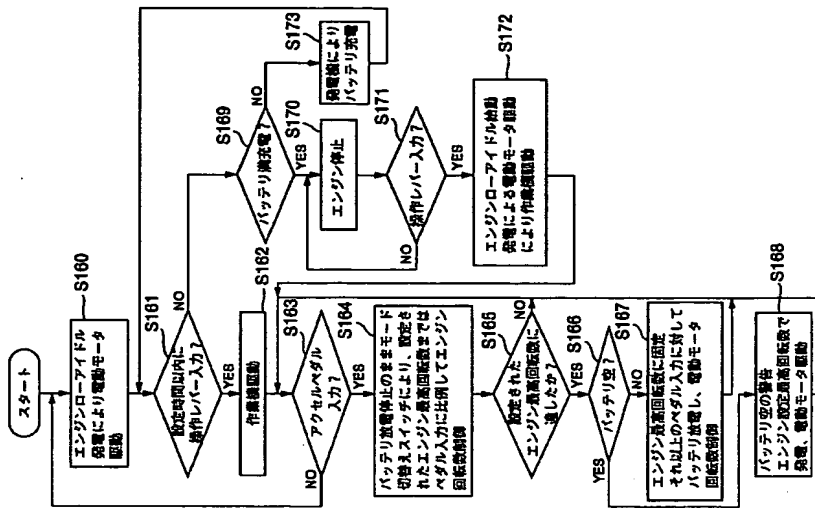 スタート
S160
エンジンローアイドル
発電により電動モータ
駆動
S161
設定時間以内に
操作レバー入力？
NO
YES
S162
作業機駆動
S163
アクセルペダル
入力？
NO
YES
S164
バッテリ放電停止のままモード
切替えスイッチにより、設定さ
れたエンジン最高回転数までは
ペダル入力に比例してエンジン
回転数制御
S165
設定された
エンジン最高回転数に
達したか？
NO
YES
S166
バッテリ空？
YES
NO
S167
エンジン最高回転数に固定
それ以上のペダル入力に対して
バッテリ放電し、電動モータ
回転数制御
S168
バッテリ空の警告
エンジン設定最高回転数で
発電、電動モータ駆動
S169
バッテリ満充電？
NO
YES
S173
発電機により
バッテリ充電
S170
エンジン停止
S171
操作レバー入力？
NO
YES
S172
エンジンローアイドル始動
発電による電動モータ駆動
により作業機駆動